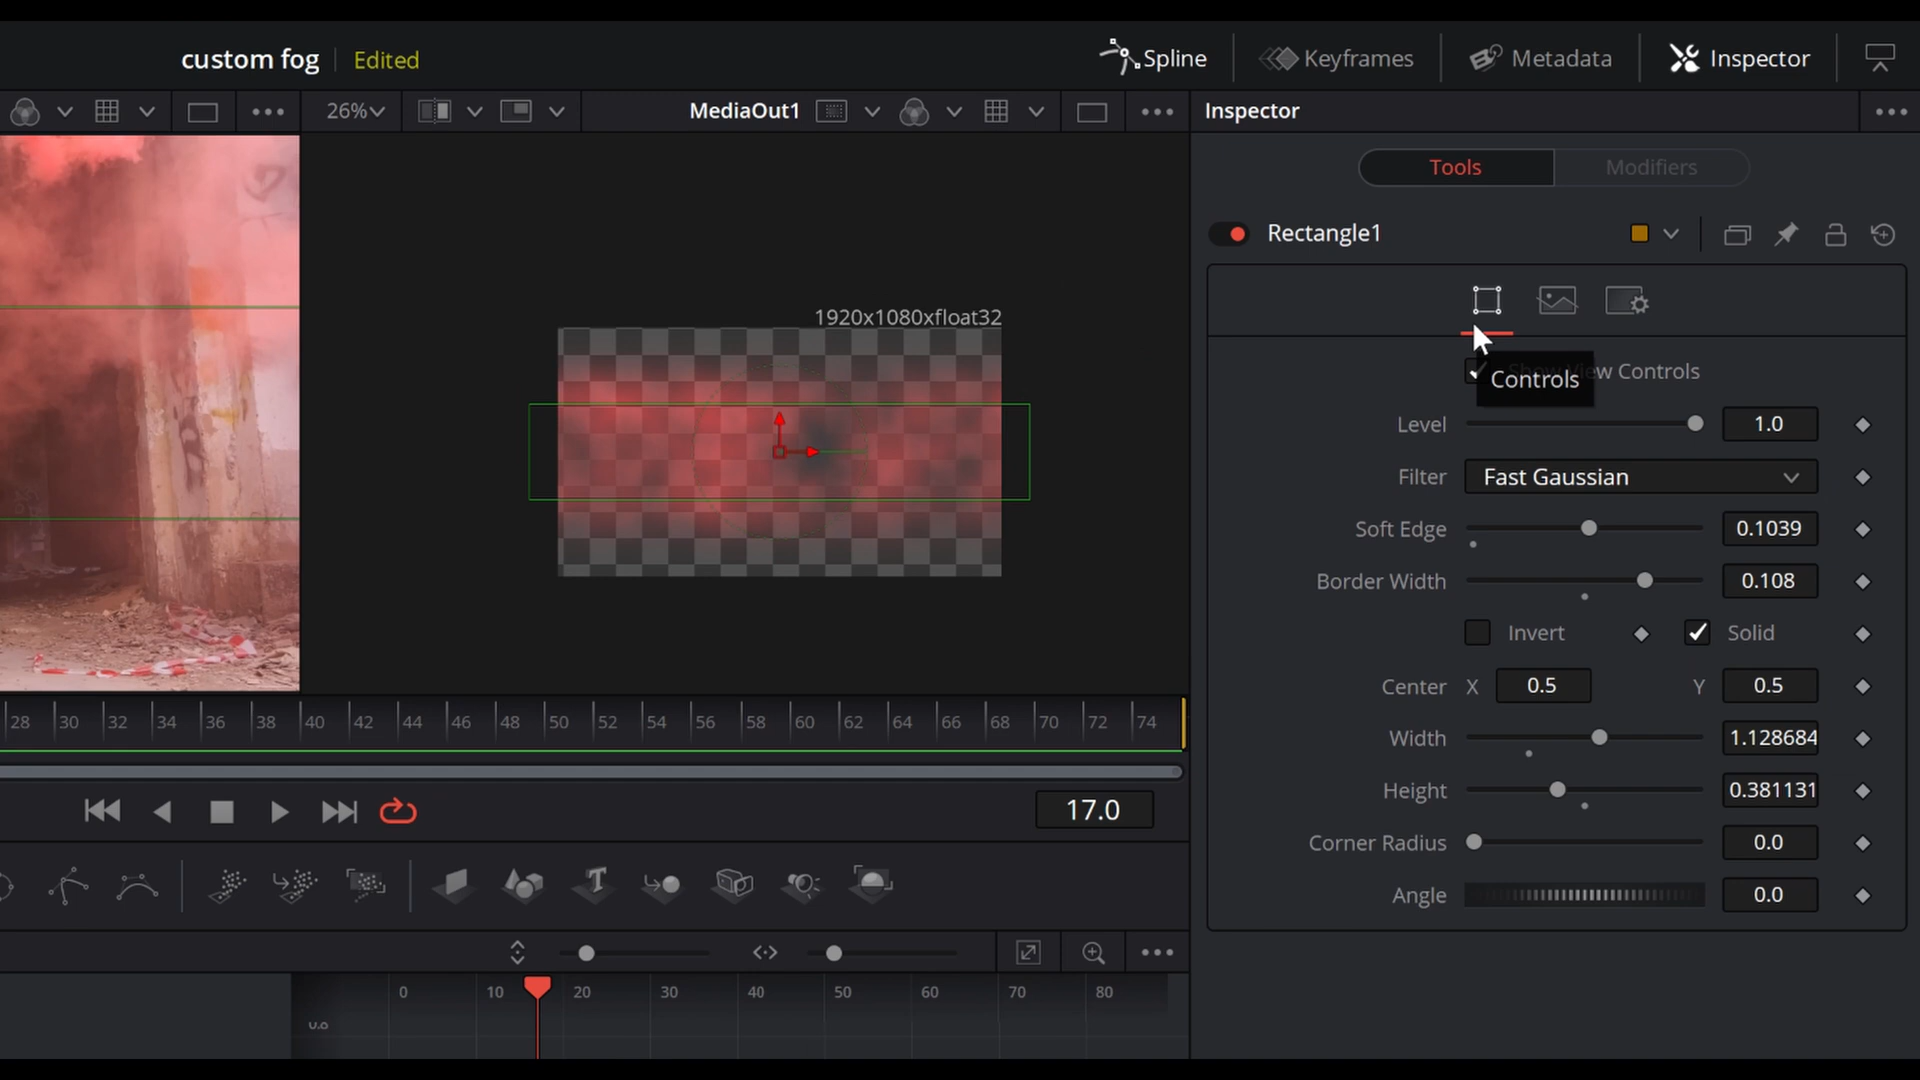 custom fog Edited Spline Keyframes Metadata Inspector
26% MediaOut1 Inspector
Tools Modifiers
Rectangle1
1920x1080xfloat32
w Controls
Controls
Level 1.0
Filter Fast Gaussian
Soft Edge 0.1039
Border Width 0.108
Invert Solid
Center X 0.5 Y 0.5
28 30 32 34 36 38 40 42 44 46 48 50 52 54 56 58 60 62 64 66 68 70 72 74
Width 1.128684
Height 0.381131
17.0
Corner Radius 0.0
Angle 0.0
0 10 20 30 40 50 60 70 80